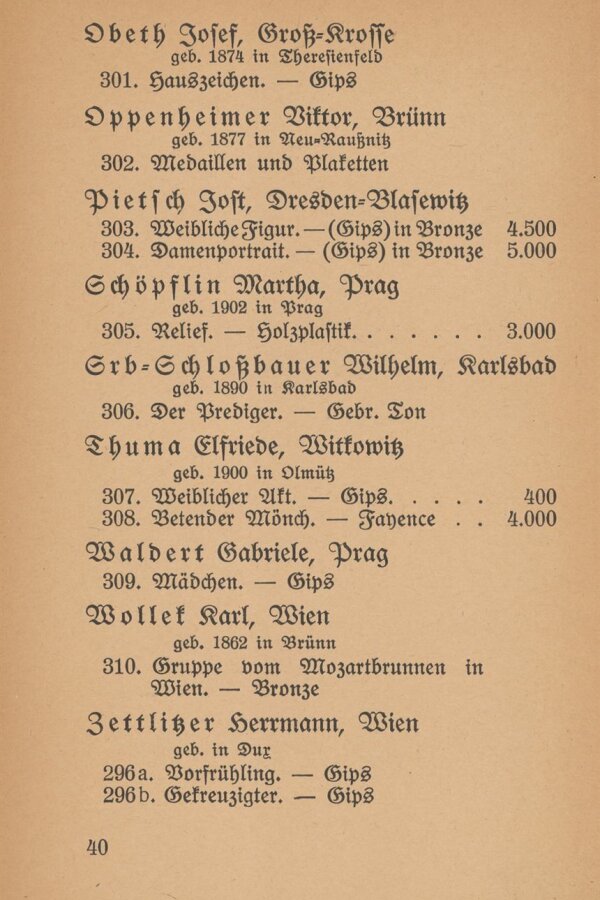 Obeth Josef, Groß-Krosse
geb. 1874 in Theresienfeld
301. Hauszeichen. — Gips
Oppenheimer Viktor, Brünn
geb. 1877 in Neu-Raußnitz
302. Medaillen und Plaketten
Pietsch Jost, Dresden-Blasewitz
303. Weibliche Figur. — (Gips) in Bronze 4.500
304. Damenportrait. — (Gips) in Bronze 5.000
Schöpflin Martha, Prag
geb. 1902 in Prag
305. Relief. — Holzplastik. . . . . . . 3.000
Srb-Schloßbauer Wilhelm, Karlsbad
geb. 1890 in Karlsbad
306. Der Prediger. — Gebr. Ton
Thuma Elfriede, Witkowitz
geb. 1900 in Olmütz
307. Weiblicher Akt. — Gips. . . . . 400
308. Betender Mönch. — Fayence . . 4.000
Waldert Gabriele, Prag
309. Mädchen. — Gips
Wollek Karl, Wien
geb. 1862 in Brünn
310. Gruppe vom Mozartbrunnen in
Wien. — Bronze
Zettlitzer Herrmann, Wien
geb. in Dux
296a. Vorfrühling. — Gips
296b. Gekreuzigter. — Gips
40